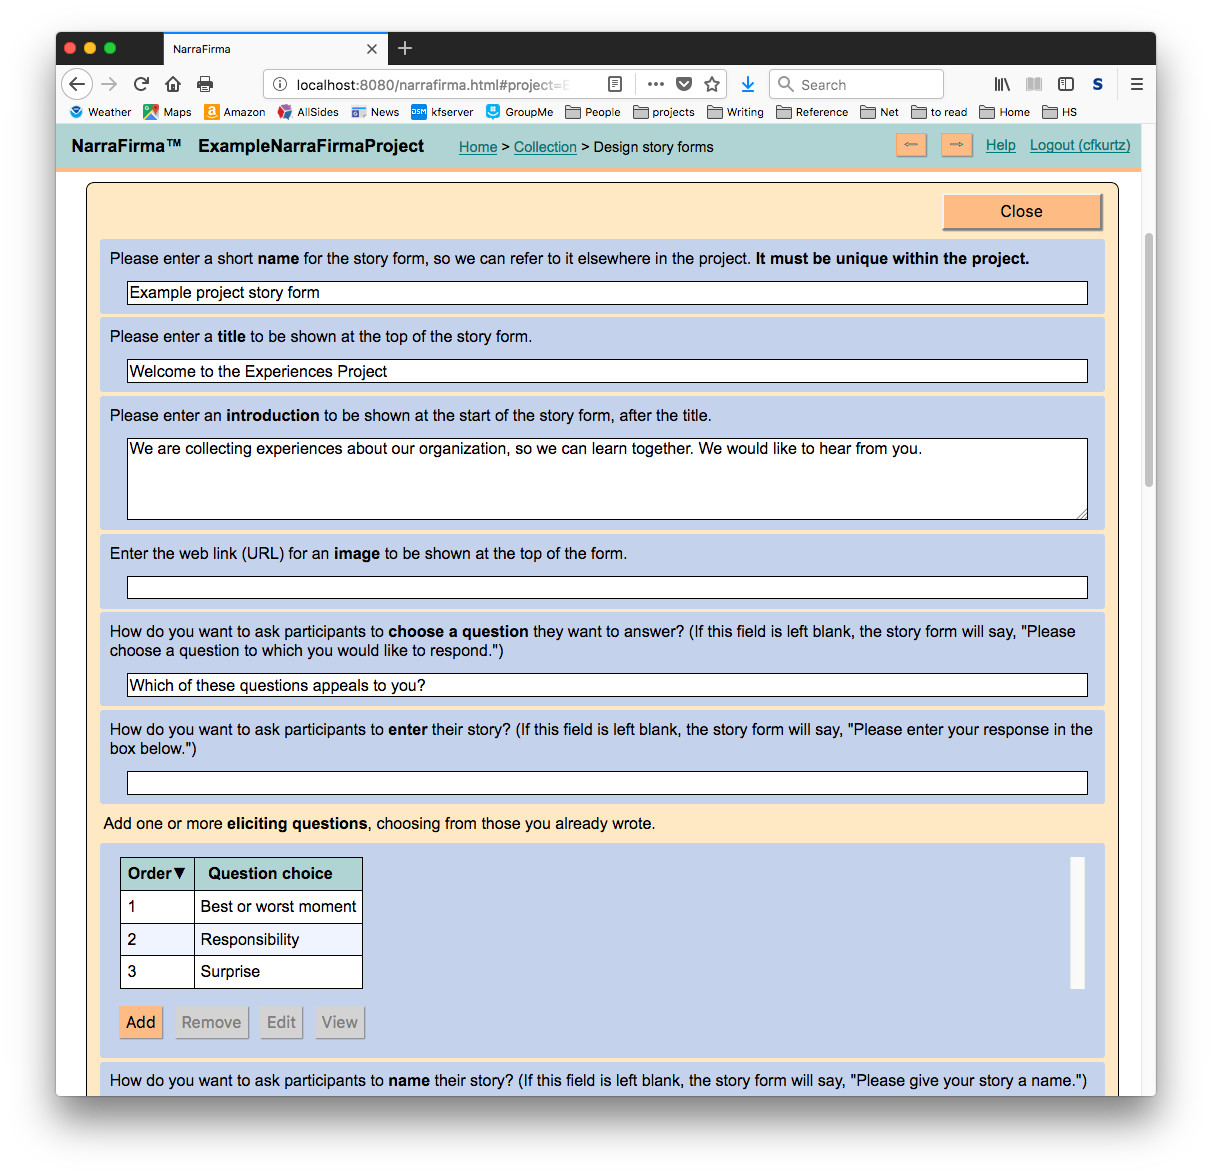 NarraFirma
localhost:8080/narrafirma.html#project=E
Search
Weather Maps Amazon AllSides News kfserver GroupMe People projects Writing Reference Net to read Home HS
NarraFirma™ ExampleNarraFirmaProject Home > Collection > Design story forms Help Logout (cfkurtz)
Close
Please enter a short name for the story form, so we can refer to it elsewhere in the project. It must be unique within the project.
Example project story form
Please enter a title to be shown at the top of the story form.
Welcome to the Experiences Project
Please enter an introduction to be shown at the start of the story form, after the title.
We are collecting experiences about our organization, so we can learn together. We would like to hear from you.
Enter the web link (URL) for an image to be shown at the top of the form.
How do you want to ask participants to choose a question they want to answer? (If this field is left blank, the story form will say, "Please
choose a question to which you would like to respond.")
Which of these questions appeals to you?
How do you want to ask participants to enter their story? (If this field is left blank, the story form will say, "Please enter your response in the
box below.")
Add one or more eliciting questions, choosing from those you already wrote.
Order▼ Question choice
1 Best or worst moment
2 Responsibility
3 Surprise
Add Remove Edit View
How do you want to ask participants to name their story? (If this field is left blank, the story form will say, "Please give your story a name.")